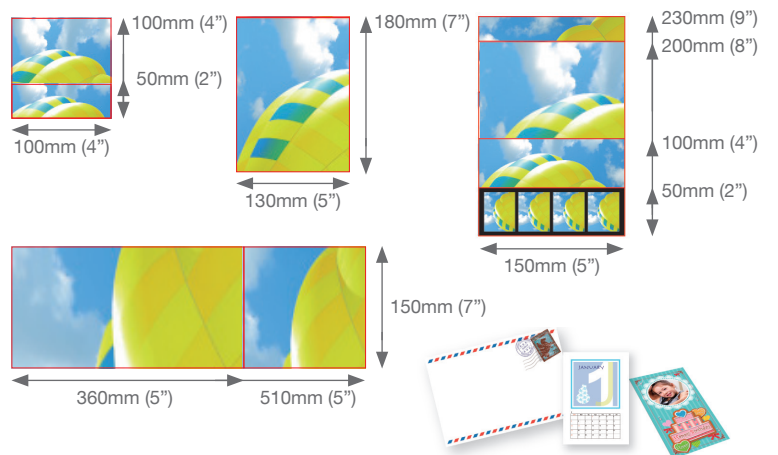 100mm (4”)
50mm (2”)
100mm (4”)
180mm (7”)
130mm (5”)
230mm (9”)
200mm (8”)
100mm (4”)
50mm (2”)
150mm (5”)
150mm (7”)
360mm (5”)
510mm (5”)
JANUARY
1